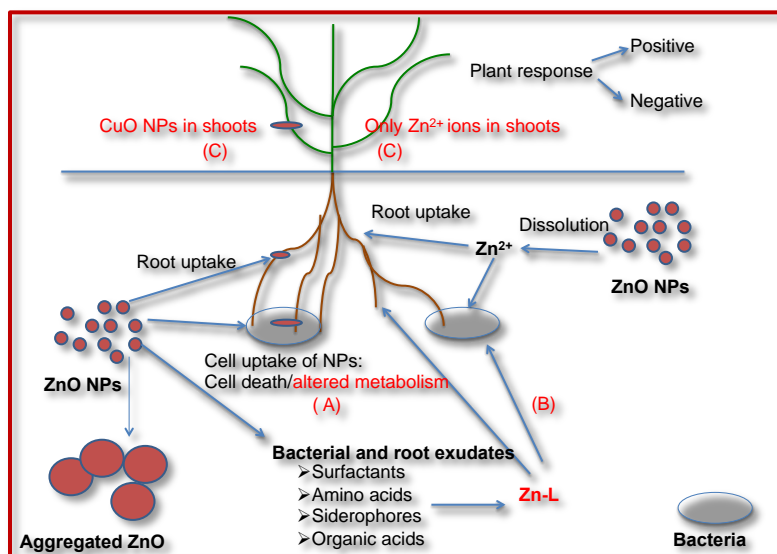 Positive
Plant response
Negative
CuO NPs in shoots
(C)
Only Zn²⁺ ions in shoots
(C)
Root uptake
Dissolution
Zn²⁺
ZnO NPs
Root uptake
ZnO NPs
Cell uptake of NPs:
Cell death/altered metabolism
( A)
(B)
Bacterial and root exudates
➢Surfactants
➢Amino acids
➢Siderophores
➢Organic acids
Zn-L
Aggregated ZnO
Bacteria